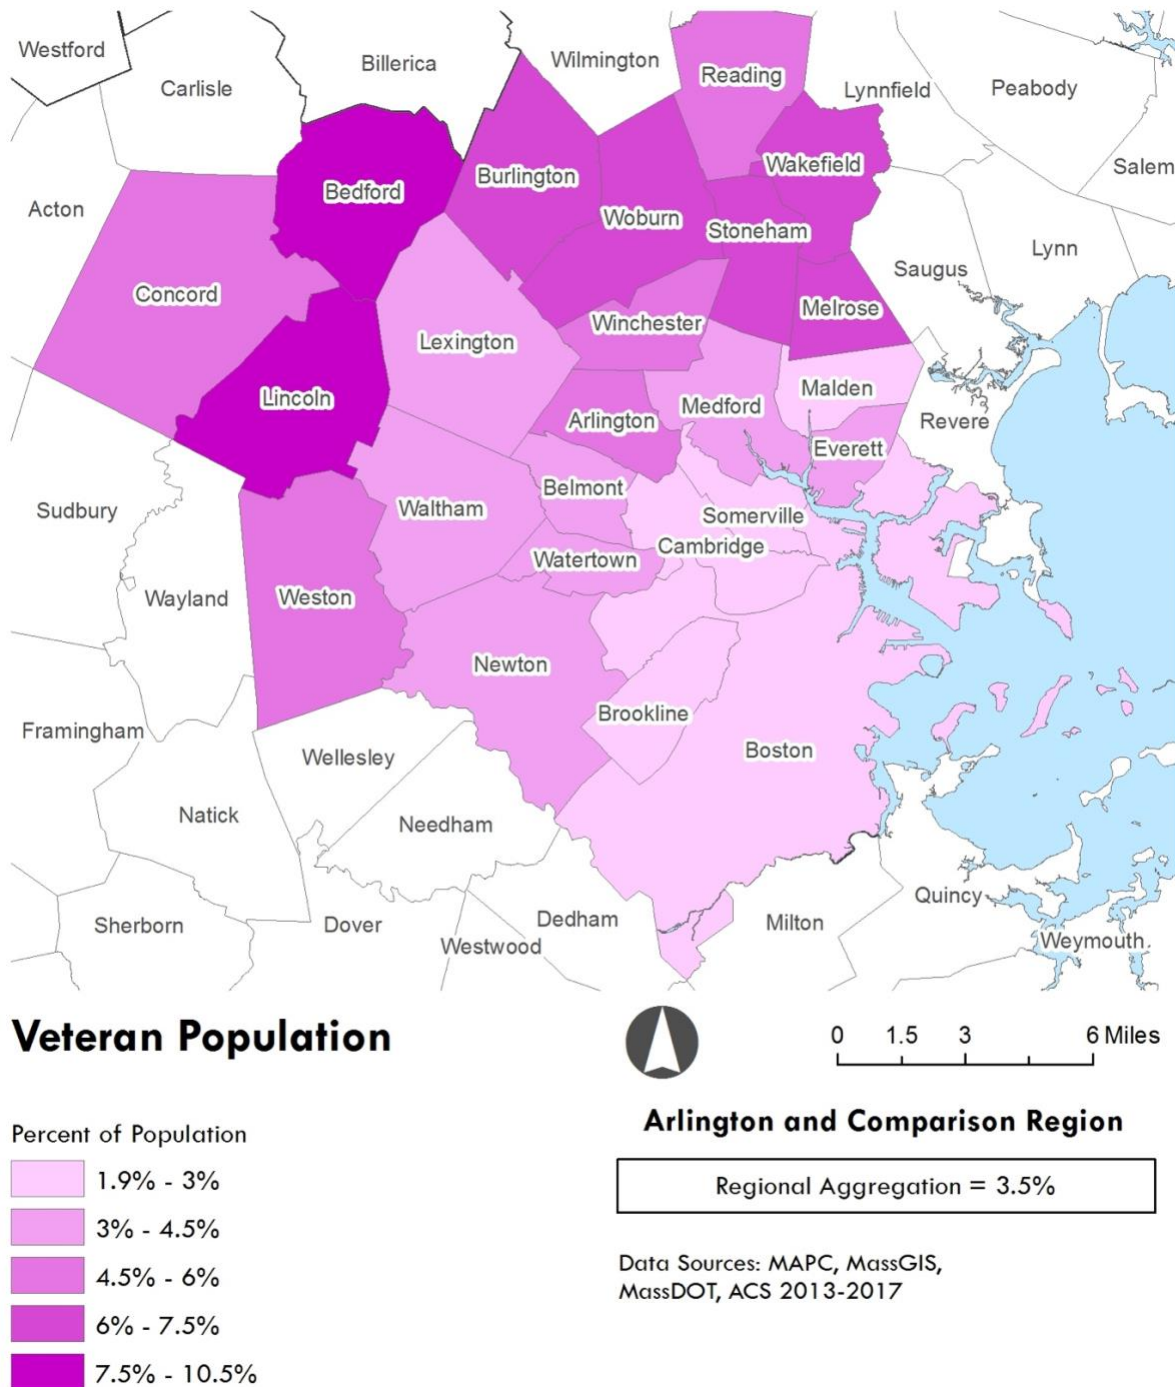 Westford
Carlisle
Billerica
Wilmington
Reading
Lynnfield
Peabody
Salem
Acton
Bedford
Burlington
Woburn
Wakefield
Stoneham
Lynn
Saugus
Concord
Lexington
Winchester
Melrose
Lincoln
Arlington
Medford
Malden
Revere
Everett
Sudbury
Waltham
Belmont
Somerville
Cambridge
Watertown
Wayland
Weston
Newton
Brookline
Boston
Framingham
Wellesley
Natick
Needham
Sherborn
Dover
Westwood
Dedham
Milton
Quincy
Weymouth
Veteran Population
0 1.5 3 6 Miles
Percent of Population
1.9% - 3%
3% - 4.5%
4.5% - 6%
6% - 7.5%
7.5% - 10.5%
Arlington and Comparison Region
Regional Aggregation = 3.5%
Data Sources: MAPC, MassGIS,
MassDOT, ACS 2013-2017